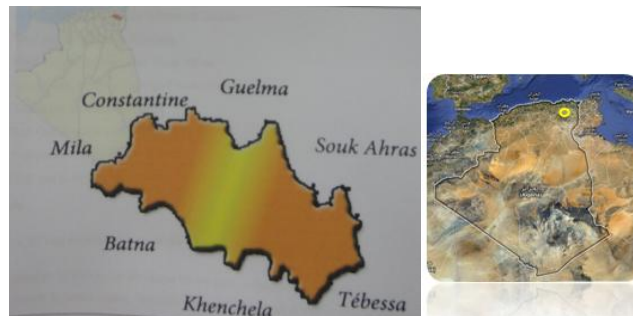 Guelma
Constantine
Mila
Souk Ahras
Batna
Khenchela
Tébessa